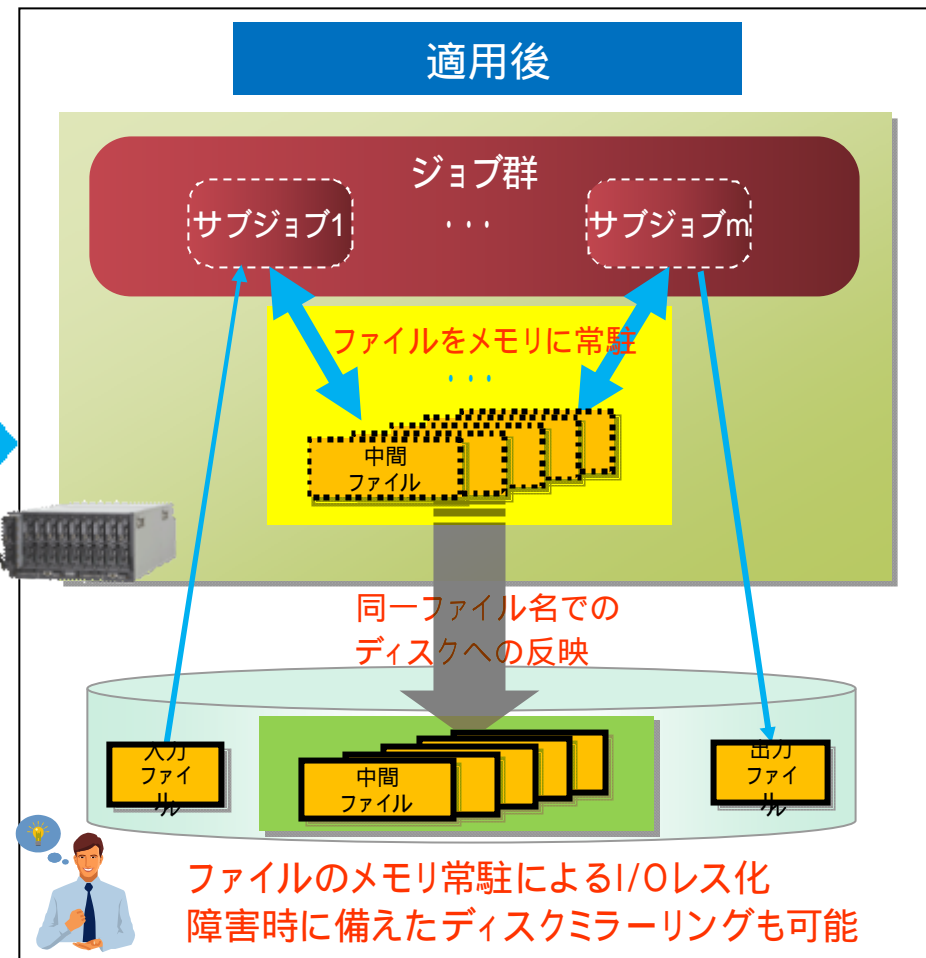 適用後
ジョブ群
サブジョブ1
・・・
サブジョブm
ファイルをメモリに常駐
・・・
中間
ファイル
同一ファイル名での
ディスクへの反映
入力
ファイ
ル
中間
ファイル
出力
ファイ
ル
ファイルのメモリ常駐によるI/Oレス化
障害時に備えたディスクミラーリングも可能